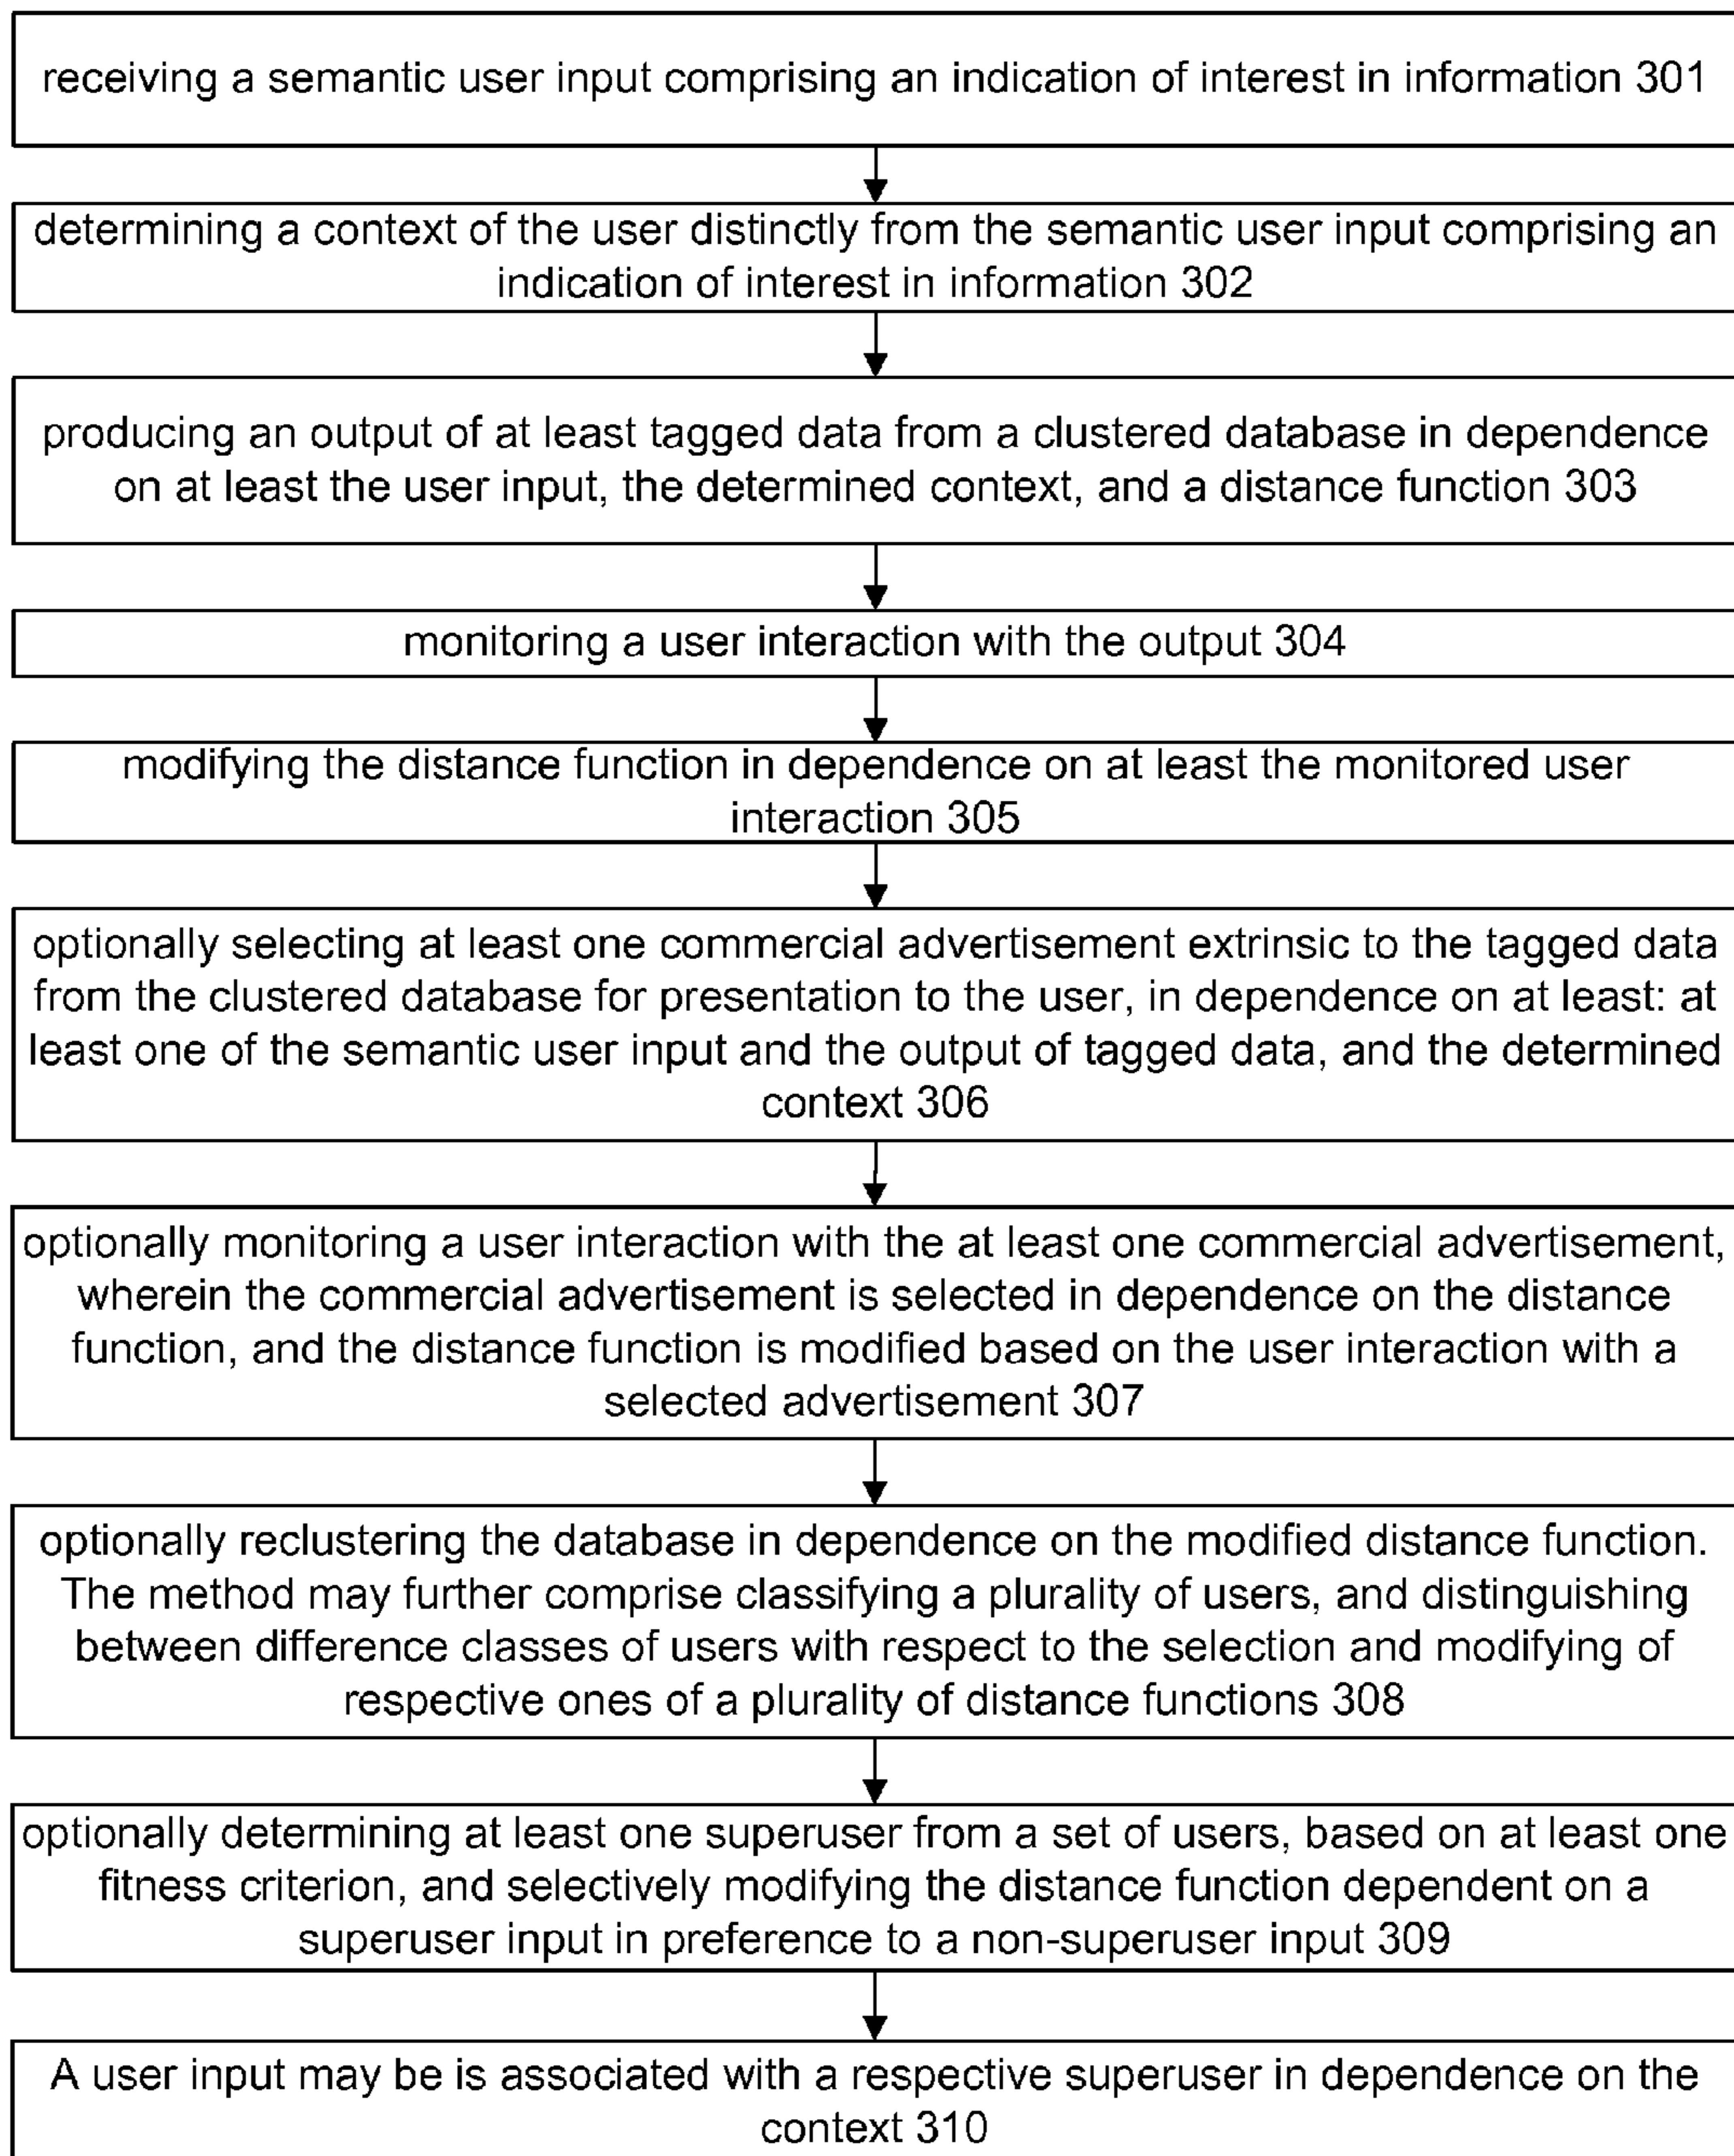 receiving a semantic user input comprising an indication of interest in information 301
determining a context of the user distinctly from the semantic user input comprising an
indication of interest in information 302
producing an output of at least tagged data from a clustered database in dependence
on at least the user input, the determined context, and a distance function 303
monitoring a user interaction with the output 304
modifying the distance function in dependence on at least the monitored user
interaction 305
optionally selecting at least one commercial advertisement extrinsic to the tagged data
from the clustered database for presentation to the user, in dependence on at least: at
least one of the semantic user input and the output of tagged data, and the determined
context 306
optionally monitoring a user interaction with the at least one commercial advertisement,
wherein the commercial advertisement is selected in dependence on the distance
function, and the distance function is modified based on the user interaction with a
selected advertisement 307
optionally reclustering the database in dependence on the modified distance function.
The method may further comprise classifying a plurality of users, and distinguishing
between difference classes of users with respect to the selection and modifying of
respective ones of a plurality of distance functions 308
optionally determining at least one superuser from a set of users, based on at least one
fitness criterion, and selectively modifying the distance function dependent on a
superuser input in preference to a non-superuser input 309
A user input may be is associated with a respective superuser in dependence on the
context 310